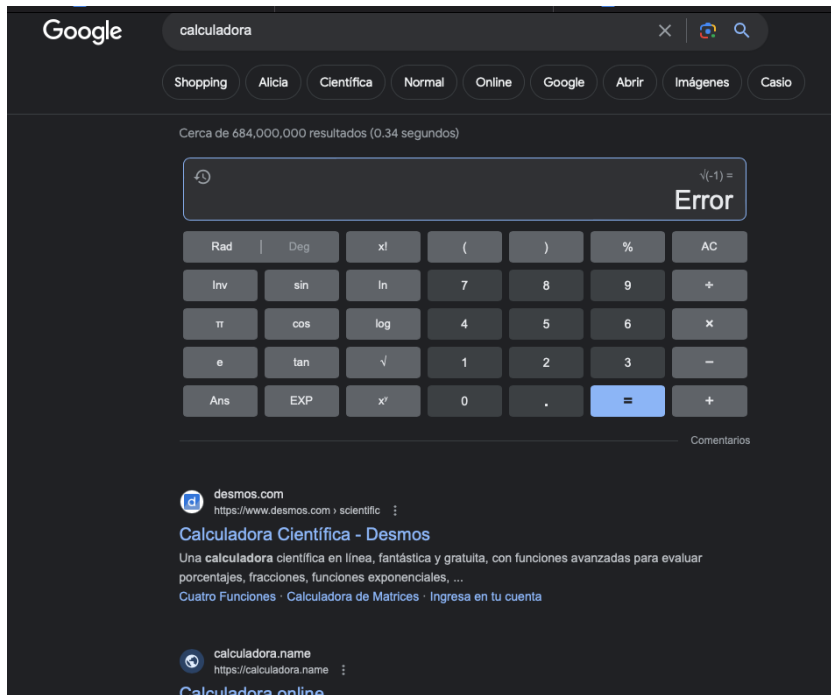 Google
calculadora
Shopping Alicia Científica Normal Online Google Abrir Imágenes Casio
Cerca de 684,000,000 resultados (0.34 segundos)
√(-1) =
Error
Rad | Deg x! ( ) % AC
Inv sin ln 7 8 9 ÷
π cos log 4 5 6 ×
e tan √ 1 2 3 −
Ans EXP xʸ 0 . = +
Comentarios
d
desmos.com
https://www.desmos.com › scientific
Calculadora Científica - Desmos
Una calculadora científica en línea, fantástica y gratuita, con funciones avanzadas para evaluar
porcentajes, fracciones, funciones exponenciales, ...
Cuatro Funciones · Calculadora de Matrices · Ingresa en tu cuenta
calculadora.name
https://calculadora.name
Calculadora online